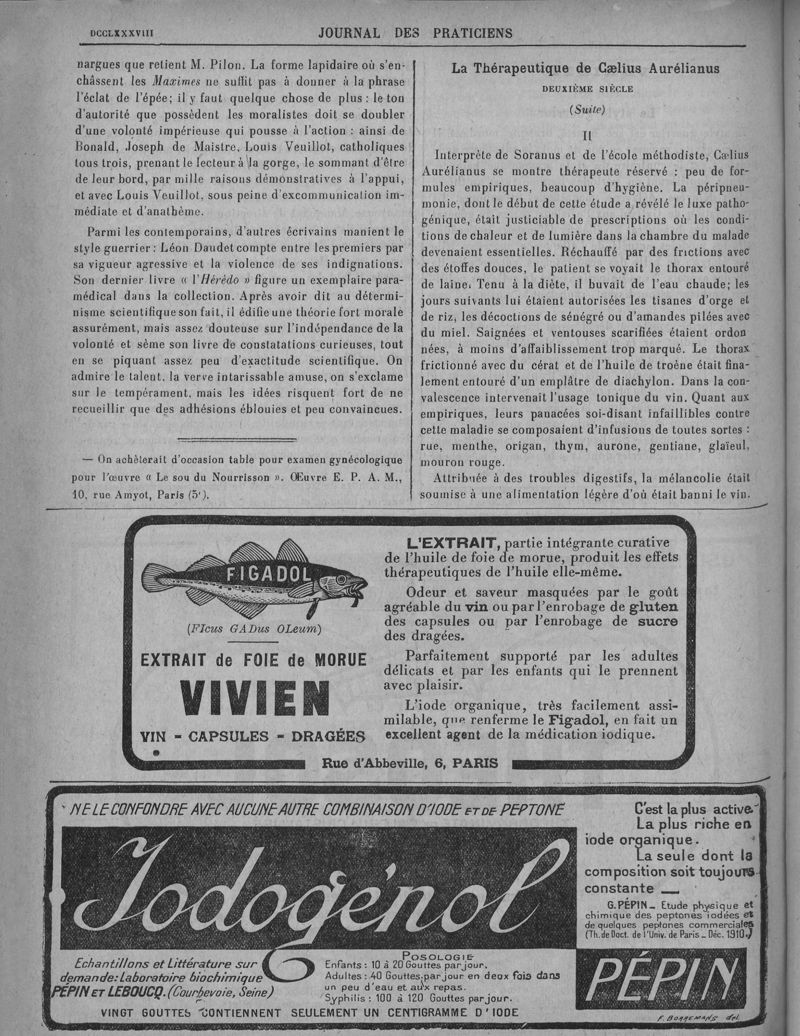 DCCLXXXVIII
JOURNAL DES PRATICIENS
nargues que retient M. Pilon. La forme lapidaire où s'en-
châssent les Maximes ne suffit pas à donner à la phrase
l'éclat de l'épée; il y faut quelque chose de plus : le ton
d'autorité que possèdent les moralistes doit se doubler
d'une volonté impérieuse qui pousse à l'action : ainsi de
Bonald, Joseph de Maistre, Louis Veuillot, catholiques
tous trois, prenant le lecteur à la gorge, le sommant d'être
de leur bord, par mille raisons démonstratives à l'appui,
et avec Louis Veuillot, sous peine d'excommunication im-
médiate et d'anathème.
Parmi les contemporains, d'autres écrivains manient le
style guerrier : Léon Daudet compte entre les premiers par
sa vigueur agressive et la violence de ses indignations.
Son dernier livre « l'Hérédo » figure un exemplaire para-
médical dans la collection. Après avoir dit au détermi-
nisme scientifique son fait, il édifie une théorie fort morale
assurément, mais assez douteuse sur l'indépendance de la
volonté et sème son livre de constatations curieuses, tout
en se piquant assez peu d'exactitude scientifique. On
admire le talent, la verve intarissable amuse, on s'exclame
sur le tempérament, mais les idées risquent fort de ne
recueillir que des adhésions éblouies et peu convaincues.
— On achèterait d'occasion table pour examen gynécologique
pour l'œuvre « Le sou du Nourrisson ». Œuvre E. P. A. M.,
10, rue Amyot, Paris (5e).
La Thérapeutique de Cælius Aurélianus
DEUXIÈME SIÈCLE
(Suite)
II
Interprète de Soranus et de l'école méthodiste, Cælius
Aurélianus se montre thérapeute réservé : peu de for-
mules empiriques, beaucoup d'hygiène. La péripneu-
monie, dont le début de cette étude a révélé le luxe patho-
génique, était justiciable de prescriptions où les condi-
tions de chaleur et de lumière dans la chambre du malade
devenaient essentielles. Réchauffé par des frictions avec
des étoffes douces, le patient se voyait le thorax entouré
de laine. Tenu à la diète, il buvait de l'eau chaude; les
jours suivants lui étaient autorisées les tisanes d'orge et
de riz, les décoctions de sénégré ou d'amandes pilées avec
du miel. Saignées et ventouses scarifiées étaient ordon
nées, à moins d'affaiblissement trop marqué. Le thorax
frictionné avec du cérat et de l'huile de troène était fina-
lement entouré d'un emplâtre de diachylon. Dans la con-
valescence intervenait l'usage tonique du vin. Quant aux
empiriques, leurs panacées soi-disant infaillibles contre
cette maladie se composaient d'infusions de toutes sortes :
rue, menthe, origan, thym, aurone, gentiane, glaïeul,
mouron rouge.
Attribuée à des troubles digestifs, la mélancolie était
soumise à une alimentation légère d'où était banni le vin.
FIGADOL
(FIcus GADus OLeum)
EXTRAIT de FOIE de MORUE
VIVIEN
VIN - CAPSULES - DRAGÉES
L'EXTRAIT, partie intégrante curative
de l'huile de foie de morue, produit les effets
thérapeutiques de l'huile elle-même.
Odeur et saveur masquées par le goût
agréable du vin ou par l'enrobage de gluten
des capsules ou par l'enrobage de sucre
des dragées.
Parfaitement supporté par les adultes
délicats et par les enfants qui le prennent
avec plaisir.
L'iode organique, très facilement assi-
milable, que renferme le Figadol, en fait un
excellent agent de la médication iodique.
Rue d'Abbeville, 6, PARIS
NE LE CONFONDRE AVEC AUCUNE AUTRE COMBINAISON D'IODE ET DE PEPTONE
Iodogénol
C'est la plus active.
La plus riche en
iode organique.
La seule dont la
composition soit toujours
constante —
G. PÉPIN _ Etude physique et
chimique des peptones iodées et
de quelques peptones commerciales
(Th. de Doct. de l'Univ. de Paris _ Déc. 1910.)
Echantillons et Littérature sur
demande: Laboratoire biochimique
PÉPIN ET LEBOUCQ. (Courbevoie, Seine)
POSOLOGIE
Enfants : 10 à 20 Gouttes par jour.
Adultes : 40 Gouttes par jour en deux fois dans
un peu d'eau et aux repas.
Syphilis : 100 à 120 Gouttes par jour.
VINGT GOUTTES CONTIENNENT SEULEMENT UN CENTIGRAMME D'IODE
PÉPIN